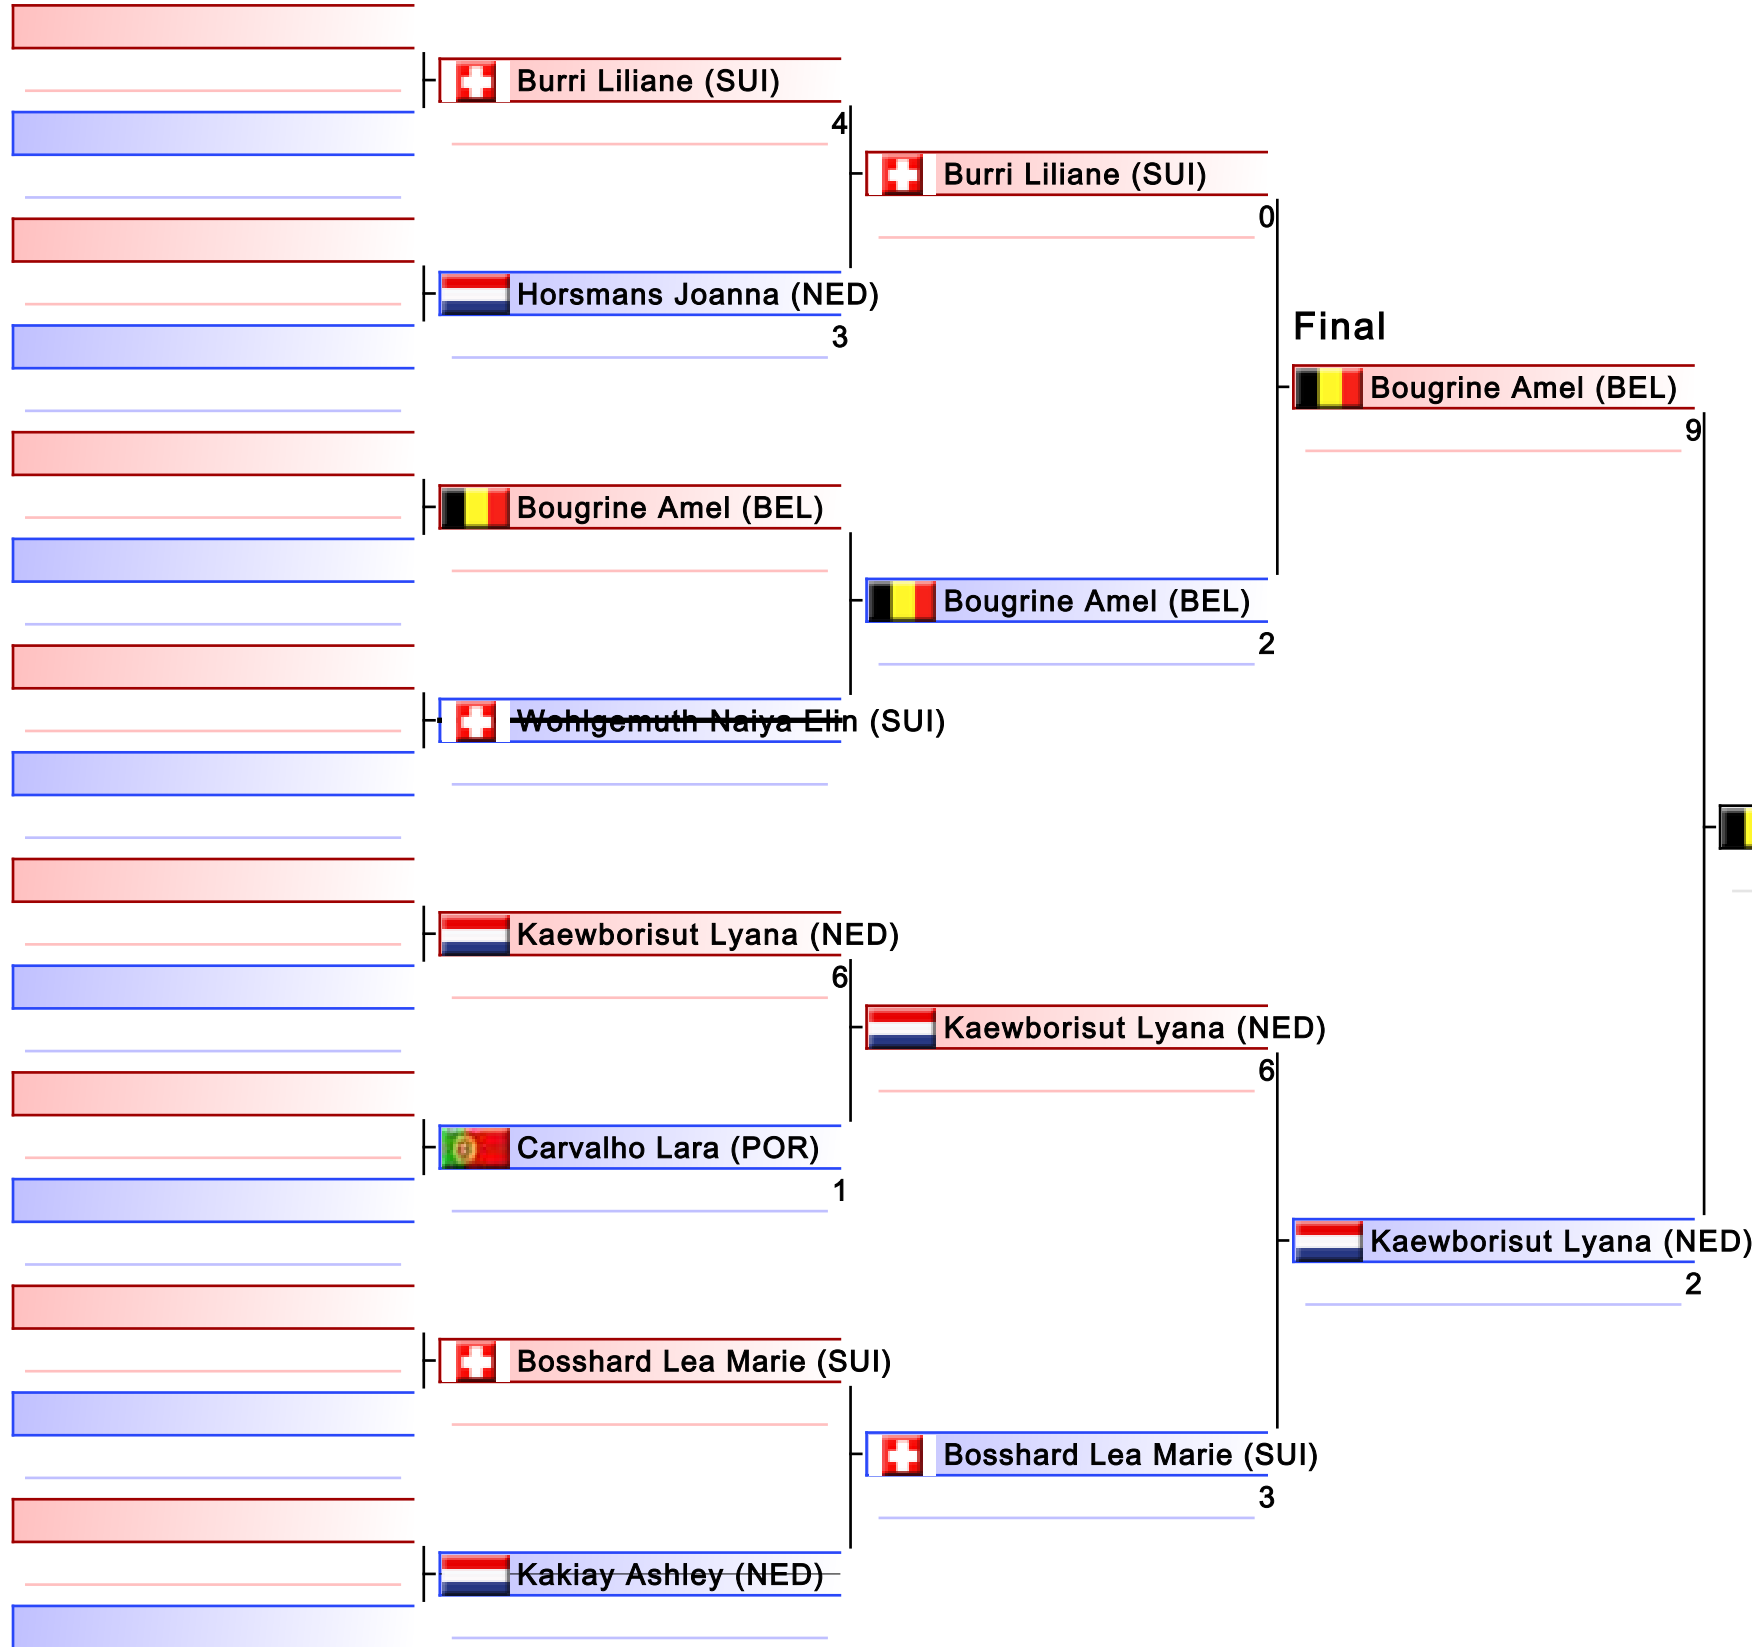 Burri Liliane (SUI)
4
Burri Liliane (SUI)
0
Horsmans Joanna (NED)
3
Final
Bougrine Amel (BEL)
9
Bougrine Amel (BEL)
Bougrine Amel (BEL)
2
Wohlgemuth Naiya Elin (SUI)
Kaewborisut Lyana (NED)
6
Kaewborisut Lyana (NED)
6
Carvalho Lara (POR)
1
Kaewborisut Lyana (NED)
2
Bosshard Lea Marie (SUI)
Bosshard Lea Marie (SUI)
3
Kakiay Ashley (NED)